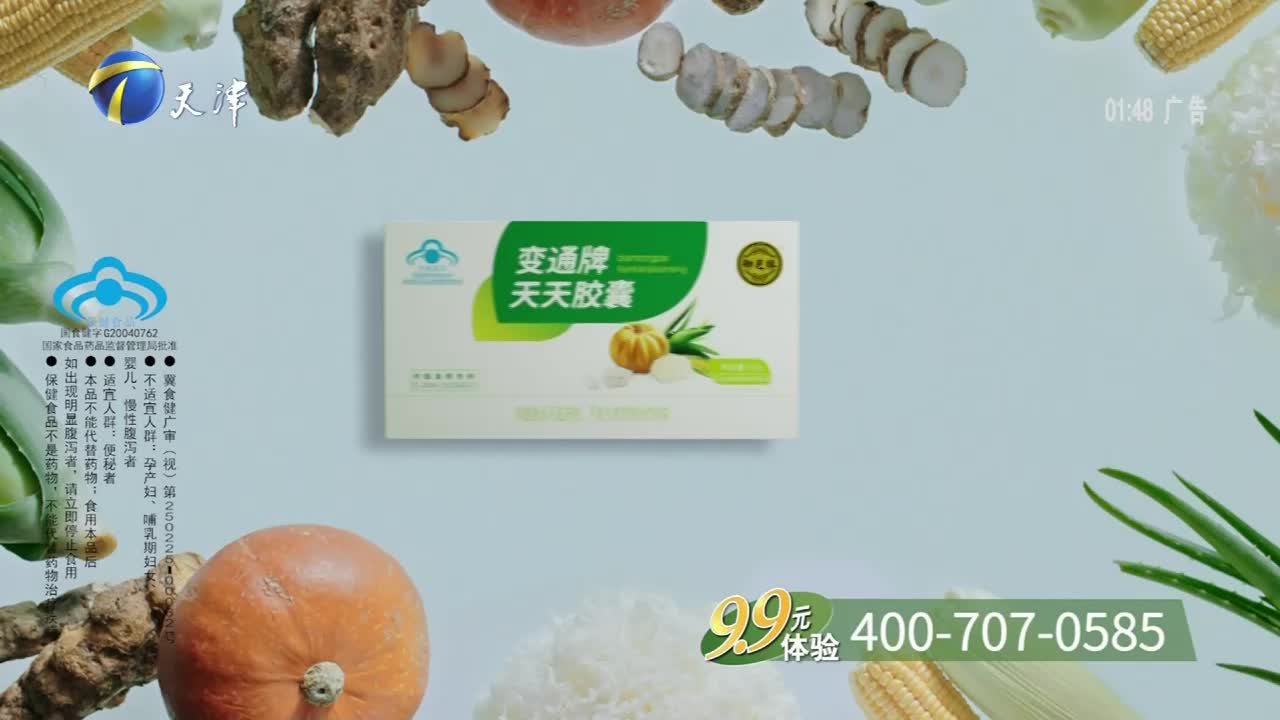 天津
01:48 广告
变通牌
天天胶囊
保健食品
国食健字G20040762
国家食品药品监督管理局批准
●冀食健广审（视）第
●不适宜人群：孕产妇、哺乳期妇女、
婴儿、慢性腹泻者
●适宜人群：便秘者
●本品不能代替药物；食用本品后
如出现明显腹泻者，请立即停止食用
●保健食品不是药物，不能代替药物治疗疾
9.9元
体验
400-707-0585